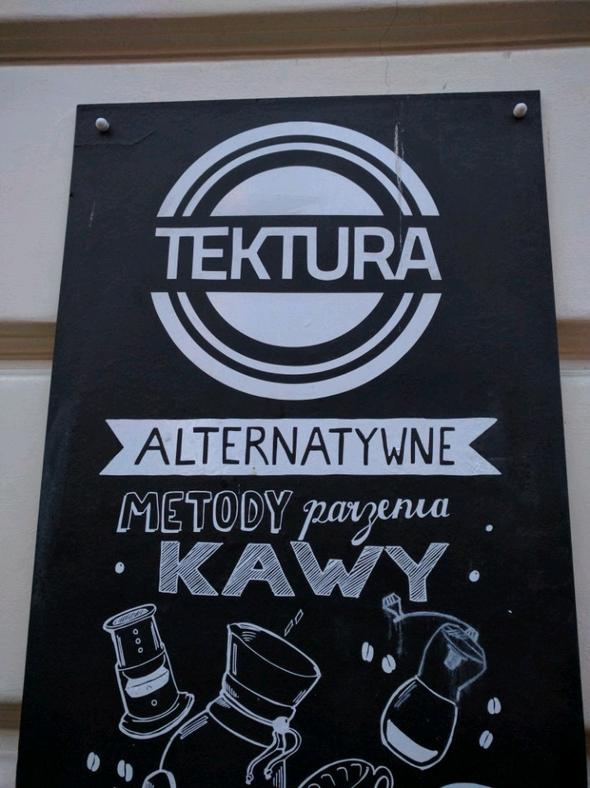 TEKTURA
ALTERNATYWNE
METODY parzenia
KAWY